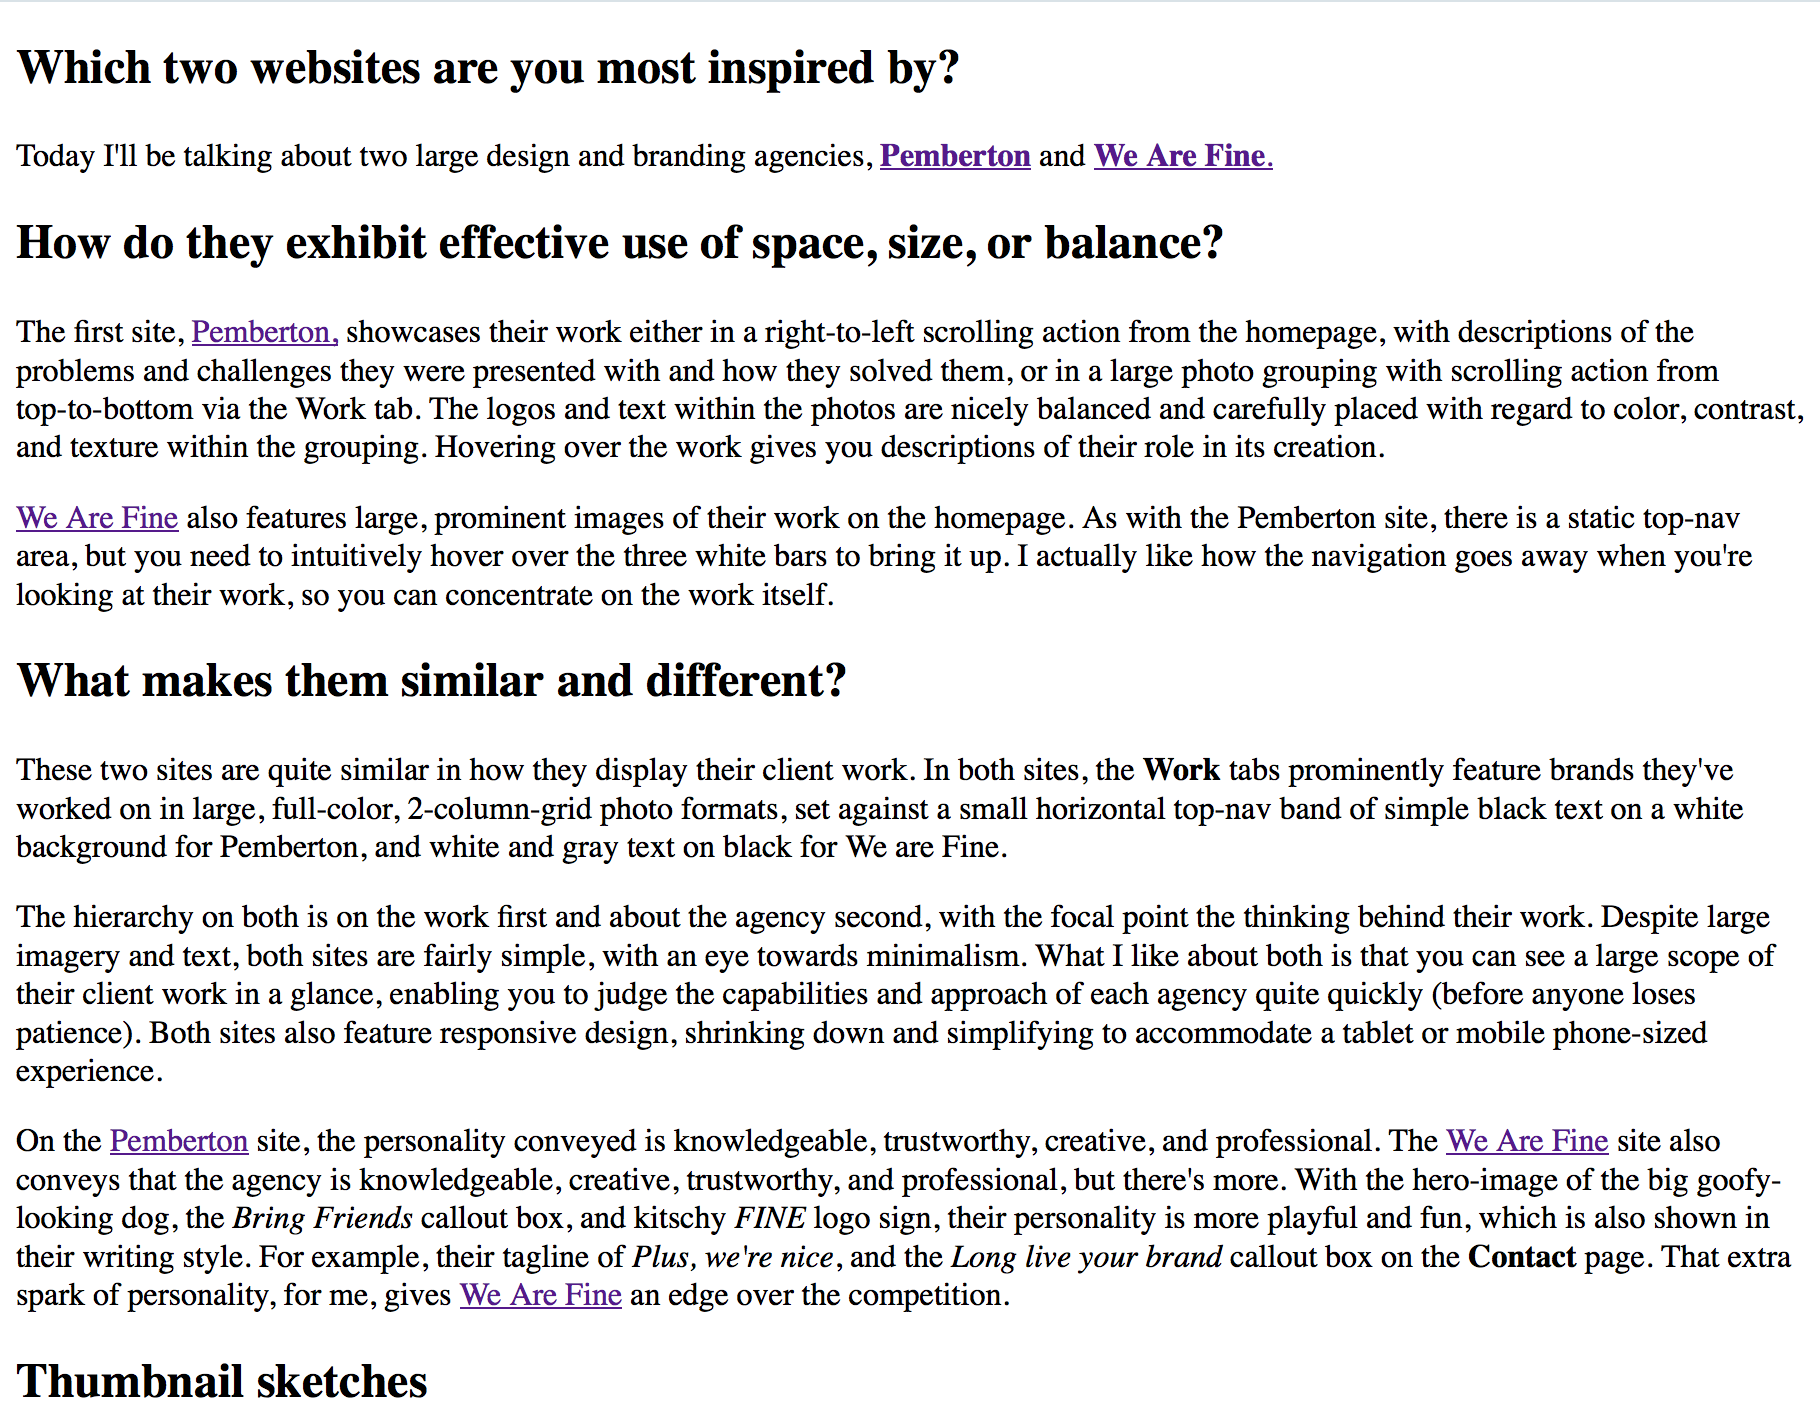 Which two websites are you most inspired by?
Today I'll be talking about two large design and branding agencies, Pemberton and We Are Fine.
How do they exhibit effective use of space, size, or balance?
The first site, Pemberton, showcases their work either in a right-to-left scrolling action from the homepage, with descriptions of the
problems and challenges they were presented with and how they solved them, or in a large photo grouping with scrolling action from
top-to-bottom via the Work tab. The logos and text within the photos are nicely balanced and carefully placed with regard to color, contrast,
and texture within the grouping. Hovering over the work gives you descriptions of their role in its creation.
We Are Fine also features large, prominent images of their work on the homepage. As with the Pemberton site, there is a static top-nav
area, but you need to intuitively hover over the three white bars to bring it up. I actually like how the navigation goes away when you're
looking at their work, so you can concentrate on the work itself.
What makes them similar and different?
These two sites are quite similar in how they display their client work. In both sites, the Work tabs prominently feature brands they've
worked on in large, full-color, 2-column-grid photo formats, set against a small horizontal top-nav band of simple black text on a white
background for Pemberton, and white and gray text on black for We are Fine.
The hierarchy on both is on the work first and about the agency second, with the focal point the thinking behind their work. Despite large
imagery and text, both sites are fairly simple, with an eye towards minimalism. What I like about both is that you can see a large scope of
their client work in a glance, enabling you to judge the capabilities and approach of each agency quite quickly (before anyone loses
patience). Both sites also feature responsive design, shrinking down and simplifying to accommodate a tablet or mobile phone-sized
experience.
On the Pemberton site, the personality conveyed is knowledgeable, trustworthy, creative, and professional. The We Are Fine site also
conveys that the agency is knowledgeable, creative, trustworthy, and professional, but there's more. With the hero-image of the big goofy-
looking dog, the Bring Friends callout box, and kitschy FINE logo sign, their personality is more playful and fun, which is also shown in
their writing style. For example, their tagline of Plus, we're nice, and the Long live your brand callout box on the Contact page. That extra
spark of personality, for me, gives We Are Fine an edge over the competition.
Thumbnail sketches